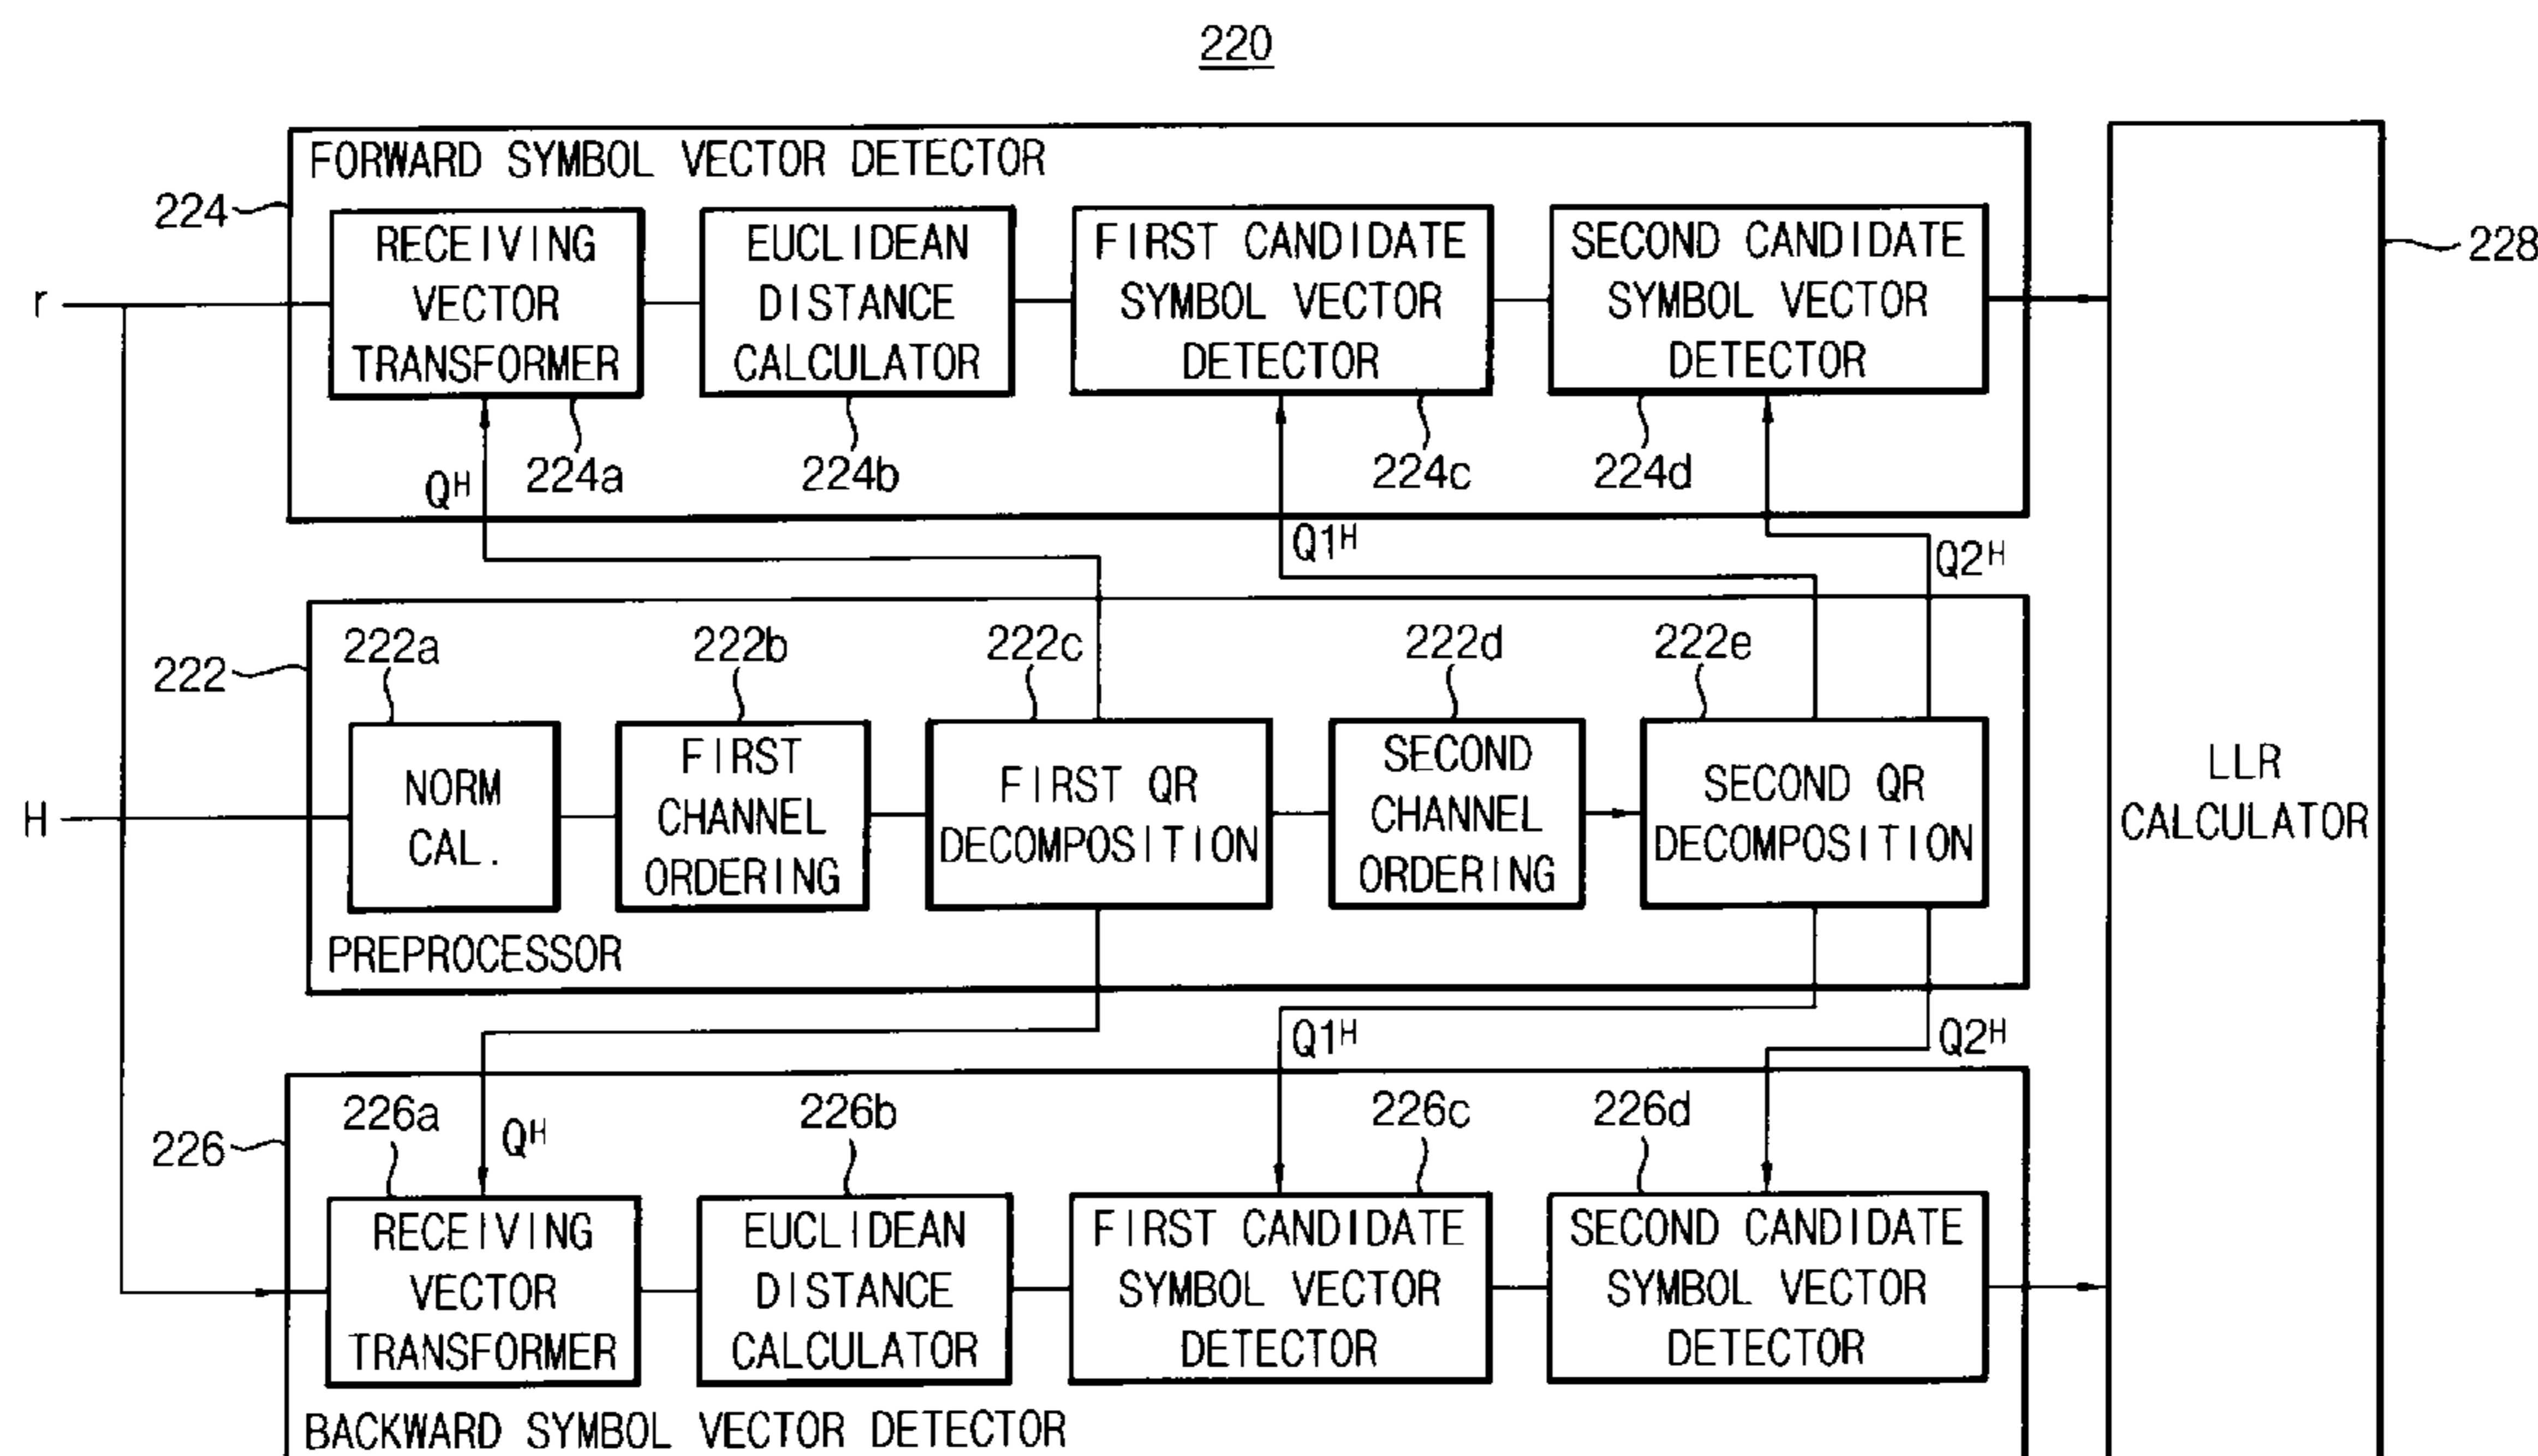 220
FORWARD SYMBOL VECTOR DETECTOR
224
RECEIVING
VECTOR
TRANSFORMER
EUCLIDEAN
DISTANCE
CALCULATOR
FIRST CANDIDATE
SYMBOL VECTOR
DETECTOR
SECOND CANDIDATE
SYMBOL VECTOR
DETECTOR
228
r
224a
224b
224c
224d
Qᴴ
Q1ᴴ
Q2ᴴ
222
222a
222b
222c
222d
222e
H
NORM
CAL.
FIRST
CHANNEL
ORDERING
FIRST QR
DECOMPOSITION
SECOND
CHANNEL
ORDERING
SECOND QR
DECOMPOSITION
LLR
CALCULATOR
PREPROCESSOR
Q1ᴴ
Q2ᴴ
226
226a
Qᴴ
226b
226c
226d
RECEIVING
VECTOR
TRANSFORMER
EUCLIDEAN
DISTANCE
CALCULATOR
FIRST CANDIDATE
SYMBOL VECTOR
DETECTOR
SECOND CANDIDATE
SYMBOL VECTOR
DETECTOR
BACKWARD SYMBOL VECTOR DETECTOR